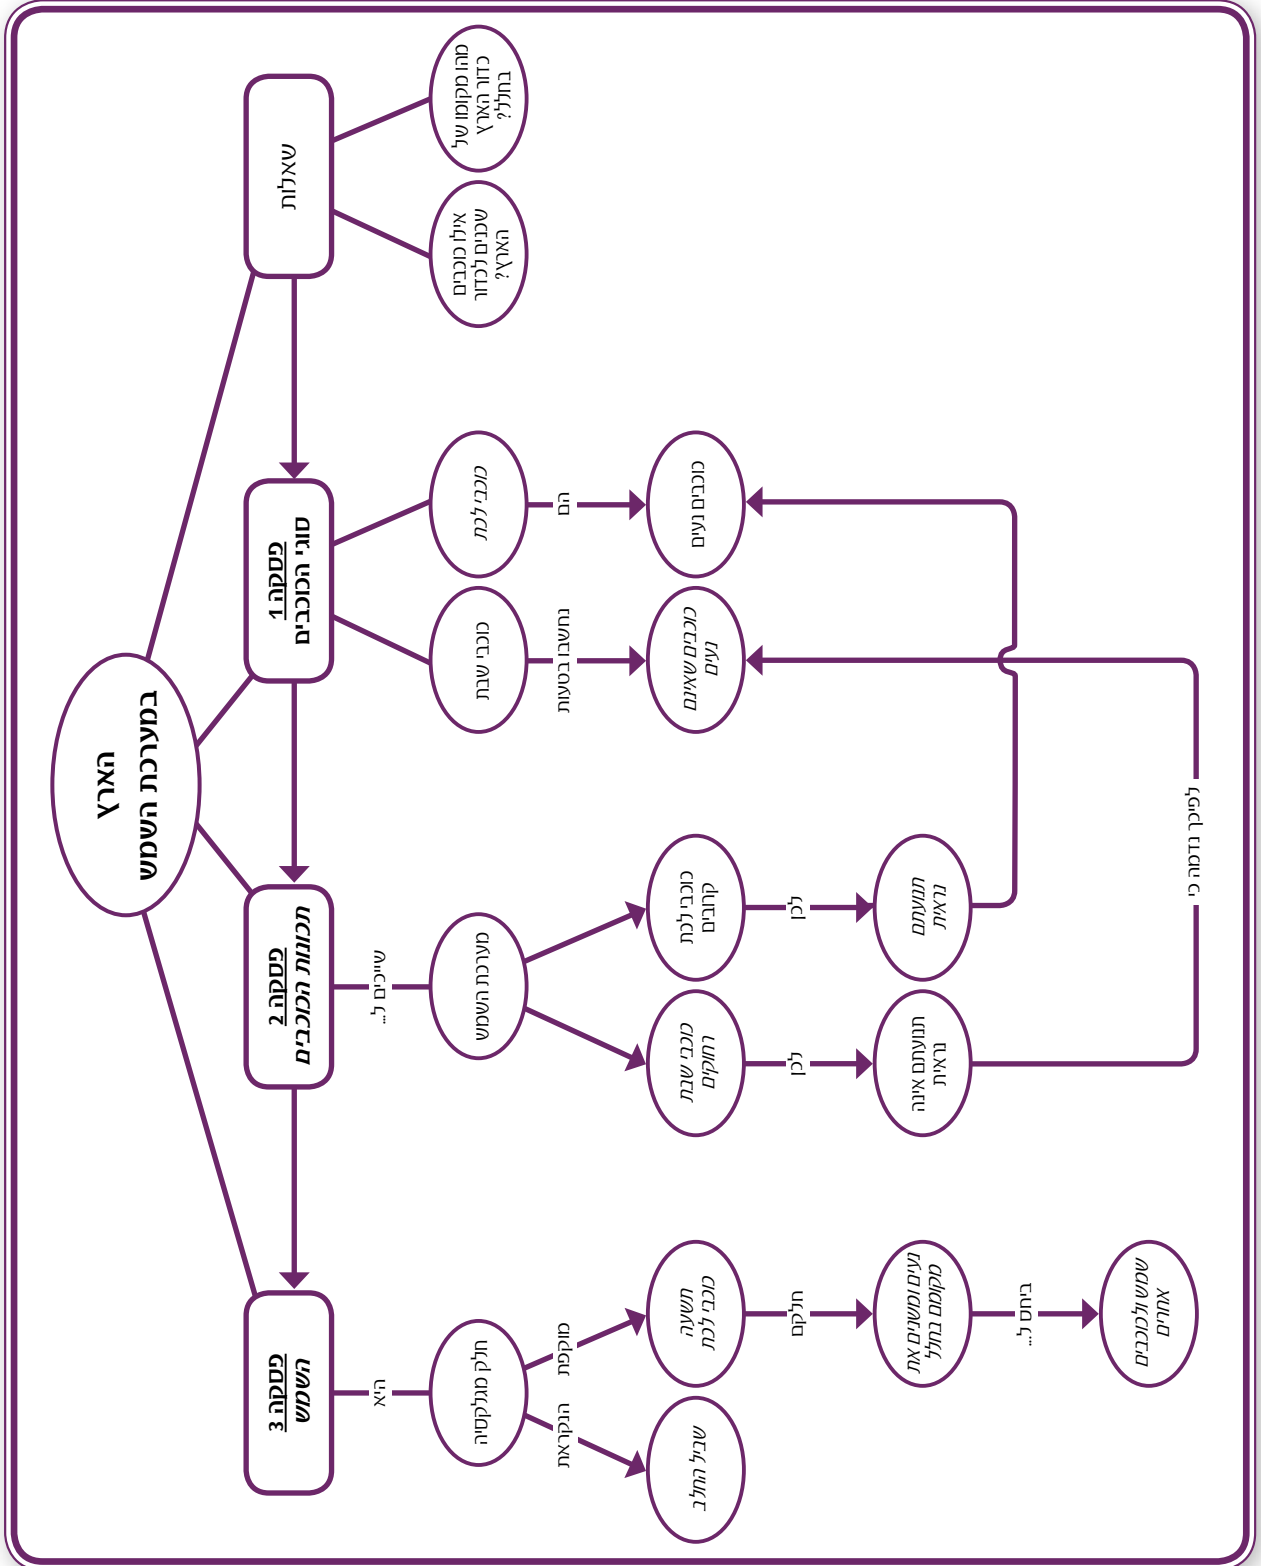 הארץ
במערכת השמש
שאלות
מהו מקומו של
כדור הארץ
בחלל?
אילו כוכבים
שכנים לכדור
הארץ?
פסקה 1
סוגי הכוכבים
כוכבי לכת
הם
כוכבים נעים
כוכבי שבת
נחשבו בטעות
כוכבים שאינם
נעים
פסקה 2
תכונות הכוכבים
שייכים ל...
מערכת השמש
כוכבי לכת
קרובים
לכן
תנועתם
נראית
כוכבי שבת
רחוקים
לכן
תנועתם אינה
נראית
לפיכך נדמה כי
פסקה 3
השמש
היא
חלק מגלקסיה
מוקפת
תשעה
כוכבי לכת
חלקם
נעים ומשנים את
מקומם בחלל
ביחס ל...
שמש ולכוכבים
אחרים
הנקראת
שביל החלב